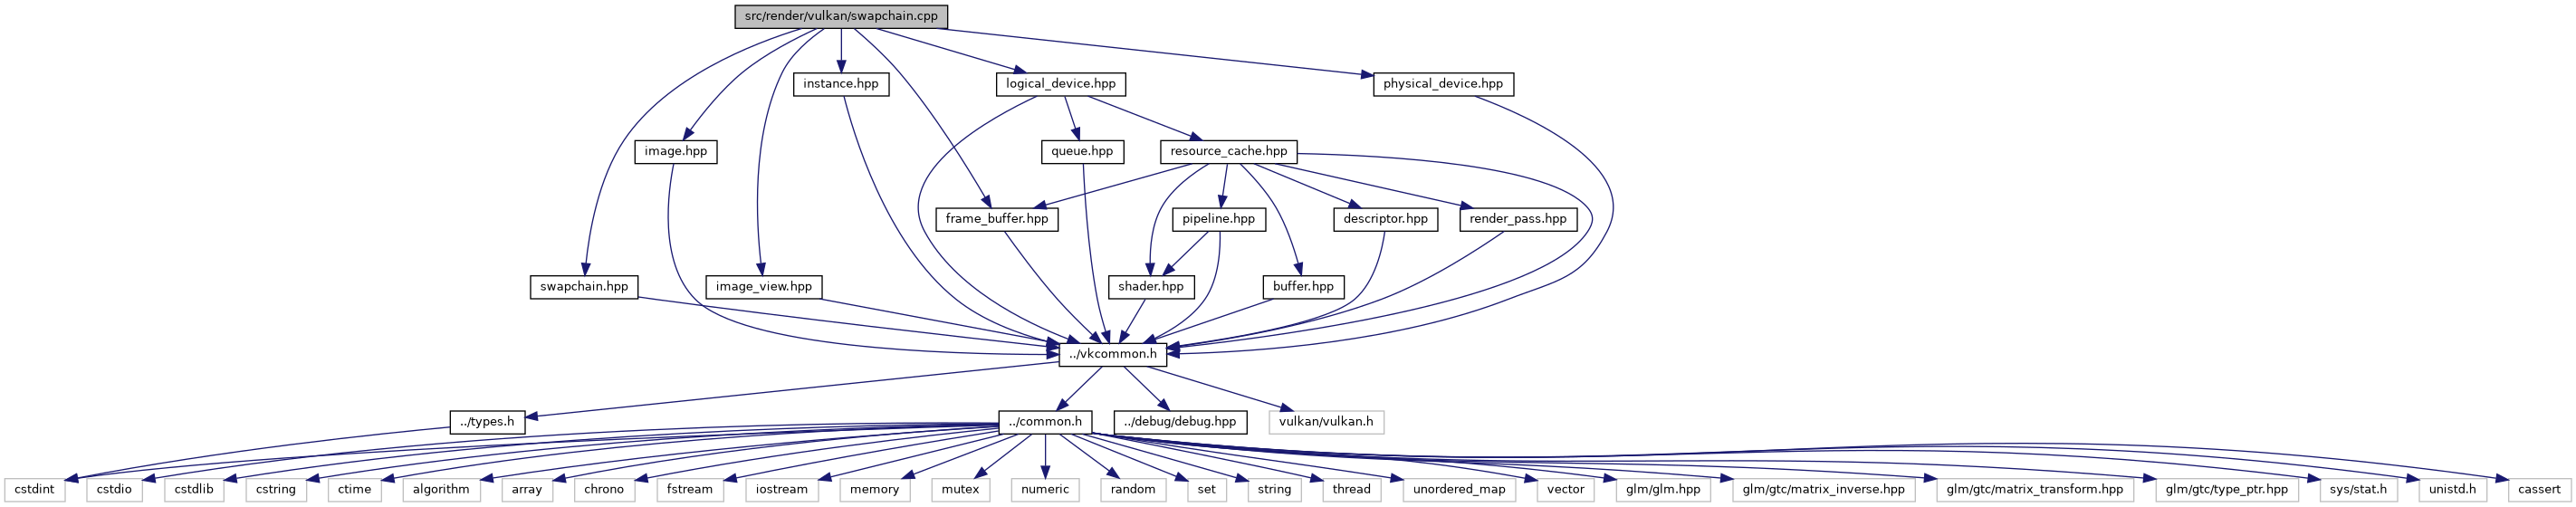 src/render/vulkan/swapchain.cpp
instance.hpp
logical_device.hpp
physical_device.hpp
image.hpp
queue.hpp
resource_cache.hpp
frame_buffer.hpp
pipeline.hpp
descriptor.hpp
render_pass.hpp
swapchain.hpp
image_view.hpp
shader.hpp
buffer.hpp
../vkcommon.h
../types.h
../common.h
../debug/debug.hpp
vulkan/vulkan.h
cstdint
cstdio
cstdlib
cstring
ctime
algorithm
array
chrono
fstream
iostream
memory
mutex
numeric
random
set
string
thread
unordered_map
vector
glm/glm.hpp
glm/gtc/matrix_inverse.hpp
glm/gtc/matrix_transform.hpp
glm/gtc/type_ptr.hpp
sys/stat.h
unistd.h
cassert